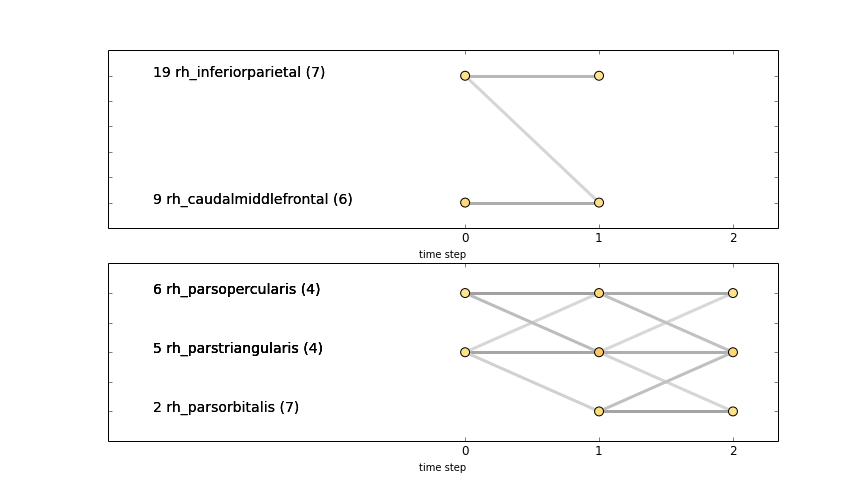 19 rh_inferiorparietal (7)
9 rh_caudalmiddlefrontal (6)
0 1 2
time step
6 rh_parsopercularis (4)
5 rh_parstriangularis (4)
2 rh_parsorbitalis (7)
0 1 2
time step